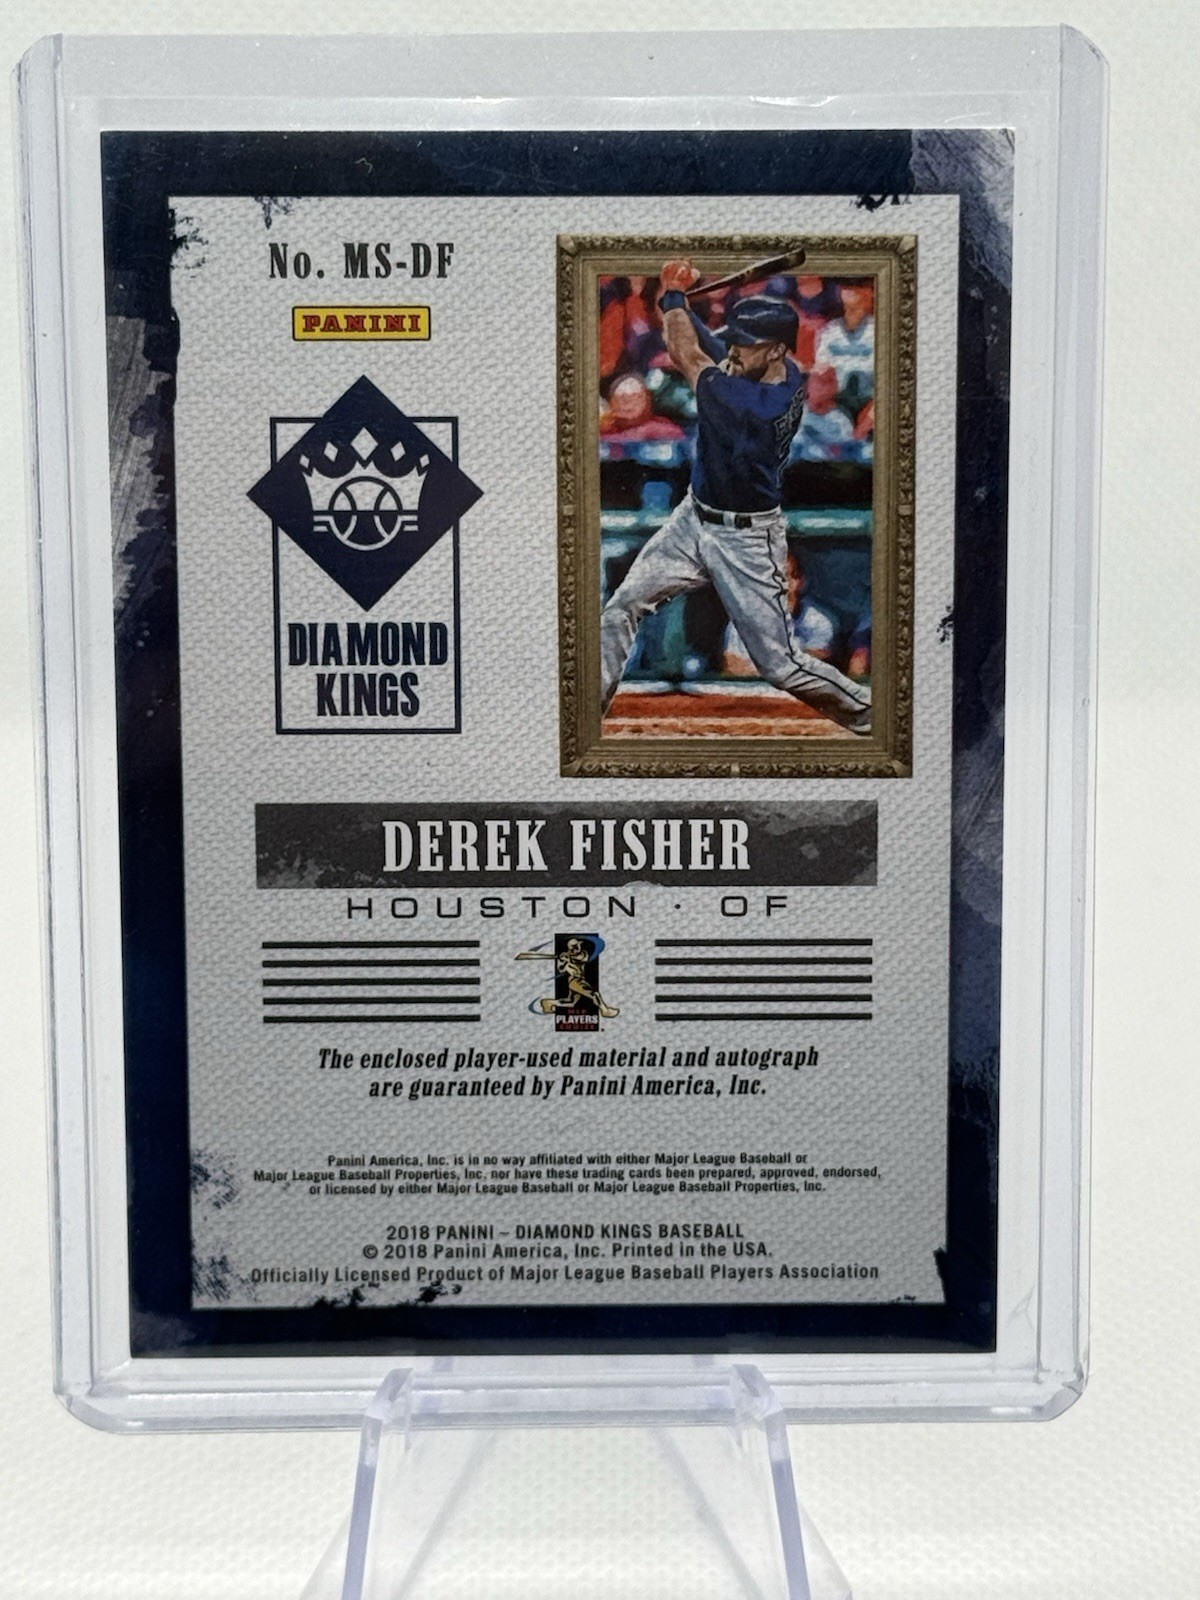 No. MS-DF
PANINI
DIAMOND
KINGS
DEREK FISHER
HOUSTON · OF
PLAYERS
The enclosed player-used material and autograph
are guaranteed by Panini America, Inc.
Panini America, Inc. is in no way affiliated with either Major League Baseball or
Major League Baseball Properties, Inc. nor have these trading cards been prepared, approved, endorsed,
or licensed by either Major League Baseball or Major League Baseball Properties, Inc.
2018 PANINI – DIAMOND KINGS BASEBALL
© 2018 Panini America, Inc. Printed in the USA.
Officially Licensed Product of Major League Baseball Players Association